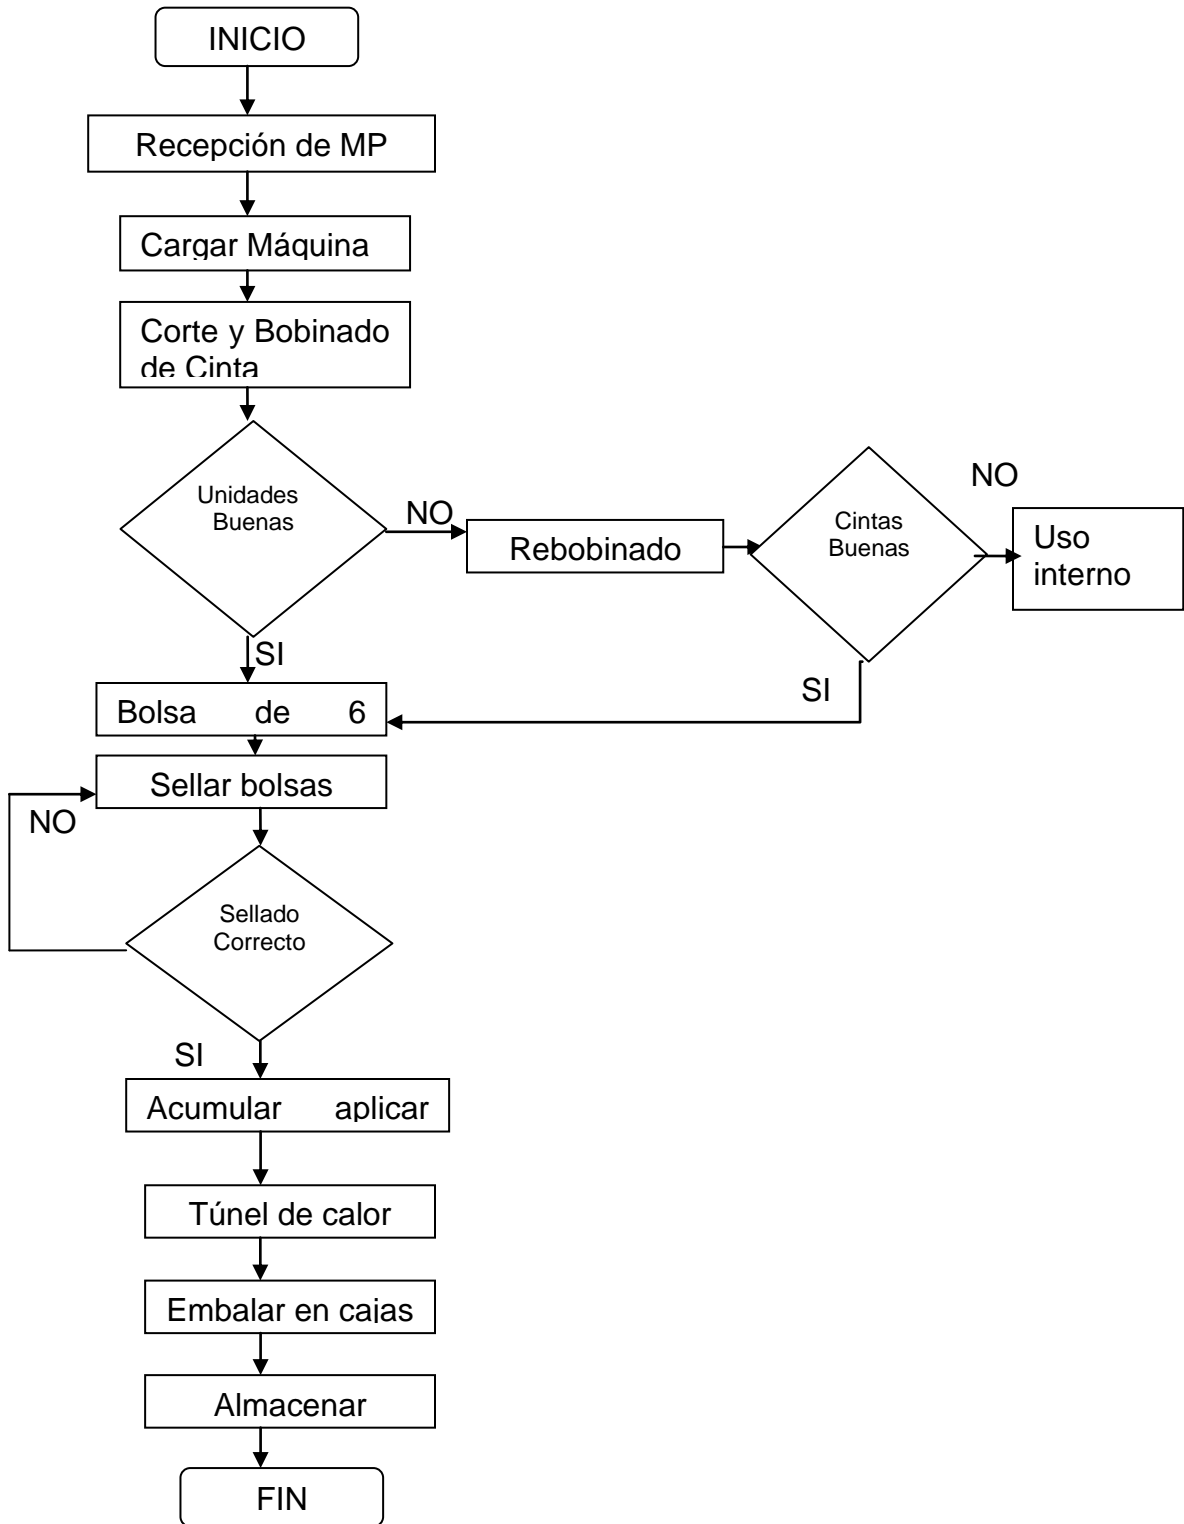 INICIO
Recepción de MP
Cargar Máquina
Corte y Bobinado
de Cinta
Unidades
Buenas
NO
Rebobinado
Cintas
Buenas
NO
Uso
interno
SI
SI
Bolsa de 6
Sellar bolsas
NO
Sellado
Correcto
SI
Acumular aplicar
Túnel de calor
Embalar en cajas
Almacenar
FIN